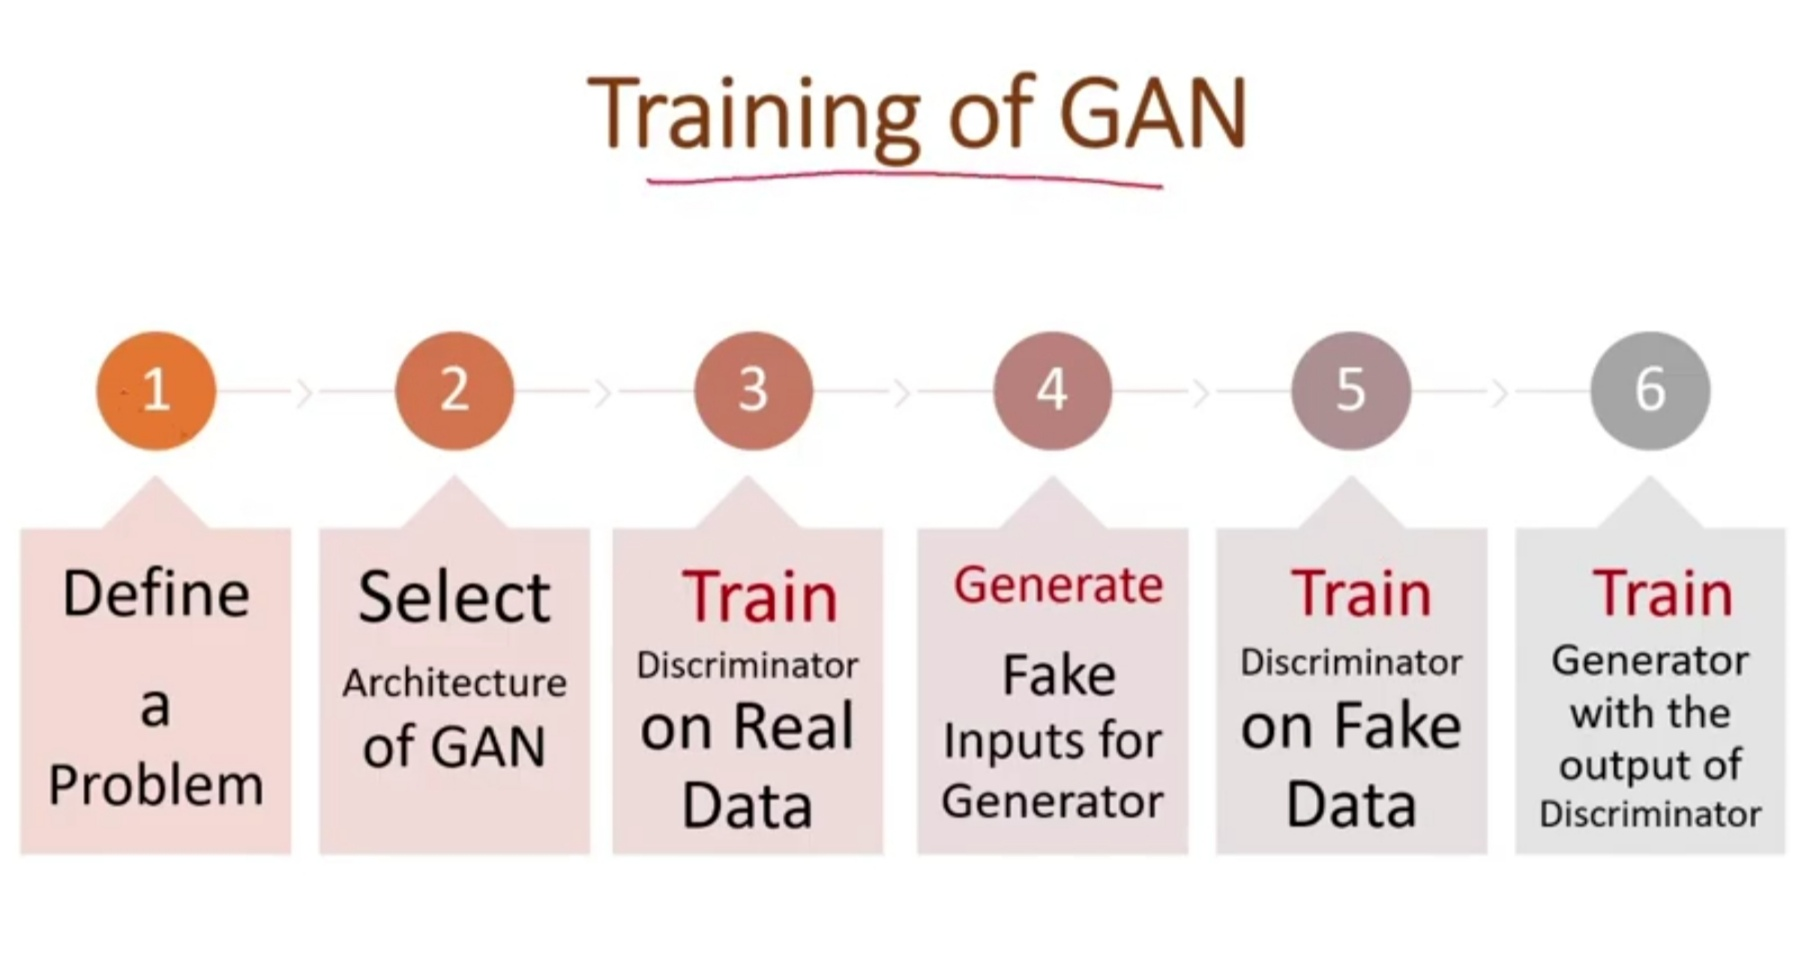 Training of GAN
1
2
3
4
5
6
Define
a
Problem
Select
Architecture
of GAN
Train
Discriminator
on Real
Data
Generate
Fake
Inputs for
Generator
Train
Discriminator
on Fake
Data
Train
Generator
with the
output of
Discriminator